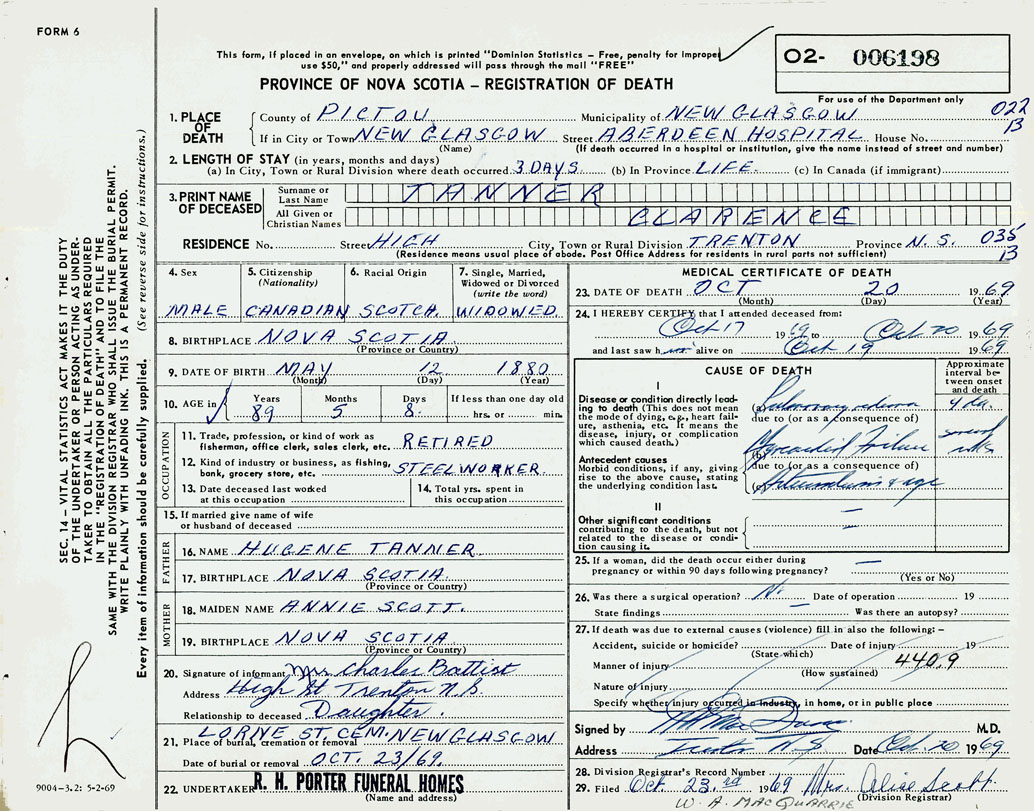 FORM 6
This form, if placed in an envelope, on which is printed "Dominion Statistics – Free, penalty for improper
use $50," and properly addressed will pass through the mail "FREE"
O2- 006198
For use of the Department only
PROVINCE OF NOVA SCOTIA – REGISTRATION OF DEATH
022
13
1. PLACE OF DEATH
County of PICTOU Municipality of NEW GLASGOW
If in City or Town NEW GLASGOW Street ABERDEEN HOSPITAL House No.
(Name) (If death occurred in a hospital or institution, give the name instead of street and number)
2. LENGTH OF STAY (in years, months and days)
(a) In City, Town or Rural Division where death occurred 3 DAYS (b) In Province LIFE (c) In Canada (if immigrant)
3. PRINT NAME OF DECEASED
Surname or Last Name TANNER
All Given or Christian Names CLARENCE
RESIDENCE No. Street HIGH City, Town or Rural Division TRENTON Province N. S. 035
13
(Residence means usual place of abode. Post Office Address for residents in rural parts not sufficient)
4. Sex
MALE
5. Citizenship
(Nationality)
CANADIAN
6. Racial Origin
SCOTCH
7. Single, Married,
Widowed or Divorced
(write the word)
WIDOWED
8. BIRTHPLACE NOVA SCOTIA
(Province or Country)
9. DATE OF BIRTH MAY 12 1880
(Month) (Day) (Year)
10. AGE in Years Months Days If less than one day old
89 5 8 hrs. or min.
OCCUPATION
11. Trade, profession, or kind of work as
fisherman, office clerk, sales clerk, etc. RETIRED
12. Kind of industry or business, as fishing,
bank, grocery store, etc. STEELWORKER
13. Date deceased last worked
at this occupation
14. Total yrs. spent in
this occupation
15. If married give name of wife
or husband of deceased
FATHER
16. NAME HUGENE TANNER
17. BIRTHPLACE NOVA SCOTIA
(Province or Country)
MOTHER
18. MAIDEN NAME ANNIE SCOTT.
19. BIRTHPLACE NOVA SCOTIA
(Province or Country)
20. Signature of informant Mrs Charles Battist
Address High St Trenton N.S.
Relationship to deceased Daughter.
21. Place of burial, cremation or removal LORNE ST. CEM. NEW GLASGOW
Date of burial or removal OCT. 23/69.
22. UNDERTAKER R. H. PORTER FUNERAL HOMES
(Name and address)
MEDICAL CERTIFICATE OF DEATH
23. DATE OF DEATH OCT 20 1969
(Month) (Day) (Year)
24. I HEREBY CERTIFY that I attended deceased from:
Oct 17 19 to Oct 20 1969
and last saw h alive on Oct 19 1969
CAUSE OF DEATH
Approximate
interval be-
tween onset
and death
I
Disease or condition directly lead-
ing to death (This does not mean
the mode of dying, e.g., heart fail-
ure, asthenia, etc. It means the
disease, injury, or complication
which caused death.)
(a) Pulmonary edema 4 da.
due to (or as a consequence of)
Antecedent causes
Morbid conditions, if any, giving
rise to the above cause, stating
the underlying condition last.
(b) Myocardial Failure several wks
due to (or as a consequence of)
(c)
II
Other significant conditions
contributing to the death, but not
related to the disease or condi-
tion causing it.
25. If a woman, did the death occur either during
pregnancy or within 90 days following pregnancy? —
(Yes or No)
26. Was there a surgical operation? No Date of operation 19
State findings Was there an autopsy?
27. If death was due to external causes (violence) fill in also the following: –
Accident, suicide or homicide? Date of injury 19
(State which)
Manner of injury 440.9
(How sustained)
Nature of injury
Specify whether injury occurred in industry, in home, or in public place
Signed by M.D.
Address Trenton N.S. Date Oct. 20 1969
28. Division Registrar's Record Number
29. Filed Oct 23rd 1969 Mrs. Alice Scott
(Division Registrar)
W. A. MACQUARRIE
SEC. 14 – VITAL STATISTICS ACT MAKES IT THE DUTY
OF THE UNDERTAKER OR PERSON ACTING AS UNDER-
TAKER TO OBTAIN ALL THE PARTICULARS REQUIRED
IN THE "REGISTRATION OF DEATH" AND TO FILE THE
SAME WITH THE DIVISION REGISTRAR WHO SHALL ISSUE THE BURIAL PERMIT.
WRITE PLAINLY WITH UNFADING INK. THIS IS A PERMANENT RECORD.
Every item of information should be carefully supplied. (See reverse side for instructions.)
9004–3.2: 5-2-69